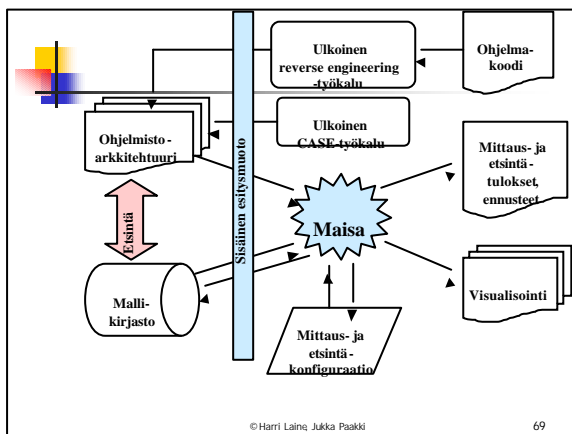 Ulkoinen
reverse engineering
-työkalu
Ohjelma-
koodi
Ohjelmisto-
arkkitehtuuri
Ulkoinen
CASE-työkalu
Mittaus- ja
etsintä-
tulokset,
ennusteet
Etsintä
Sisäinen esitysmuoto
Maisa
Malli-
kirjasto
Mittaus- ja
etsintä-
konfiguraatio
Visualisointi
© Harri Laine, Jukka Paakki
69